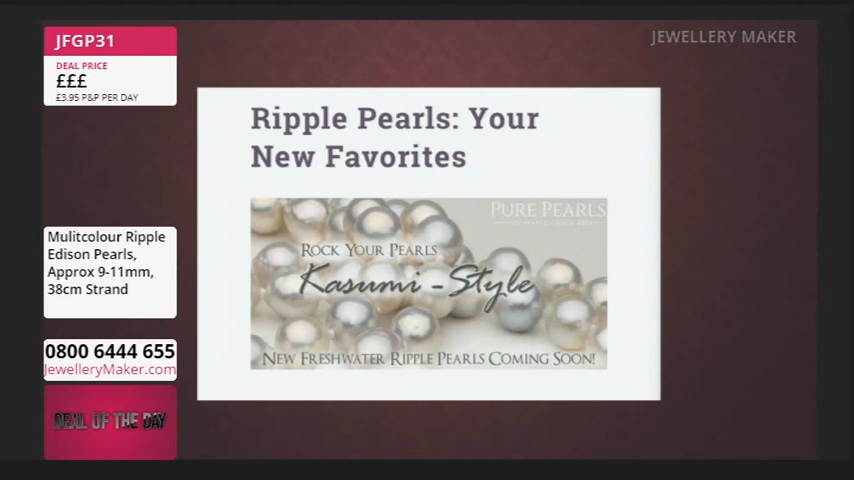 JFGP31
DEAL PRICE
£££
£3.95 P&P PER DAY
JEWELLERY MAKER
Ripple Pearls: Your
New Favorites
PURE PEARLS
ROCK YOUR PEARLS
Kasumi - Style
NEW FRESHWATER RIPPLE PEARLS COMING SOON!
Mulitcolour Ripple
Edison Pearls,
Approx 9-11mm,
38cm Strand
0800 6444 655
JewelleryMaker.com
DEAL OF THE DAY